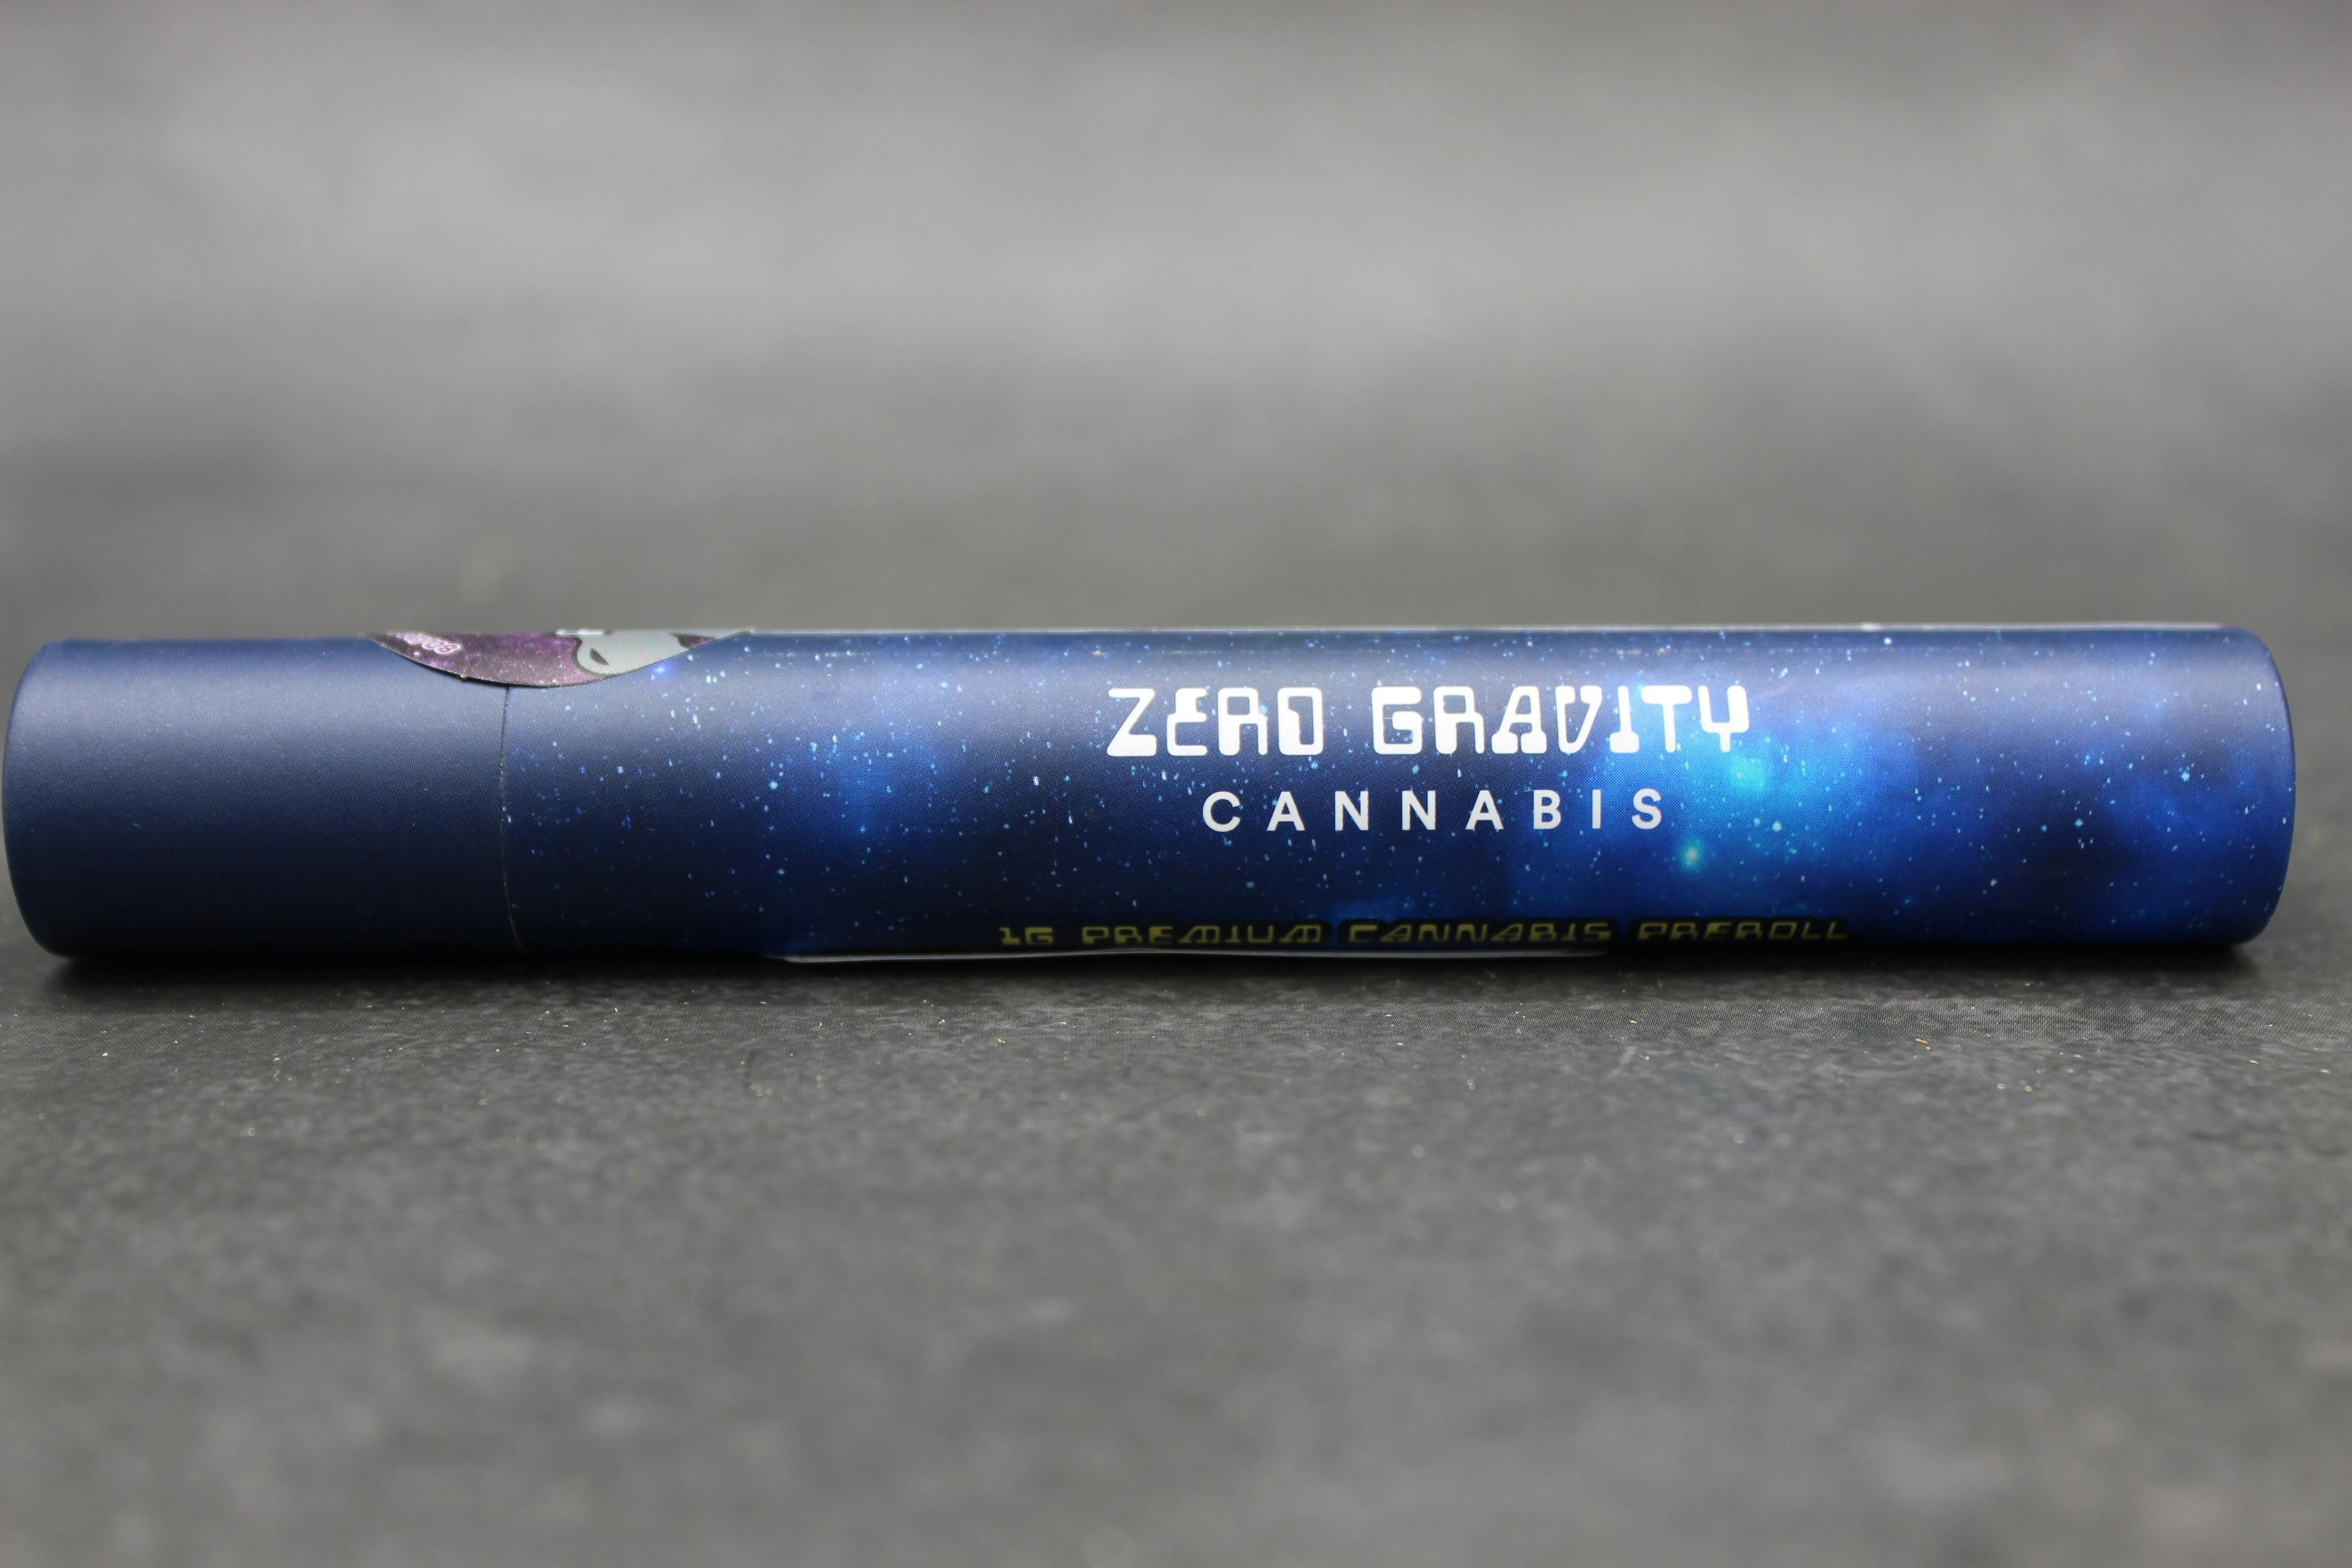 ZERO GRAVITY
CANNABIS
1G PREMIUM CANNABIS PREROLL